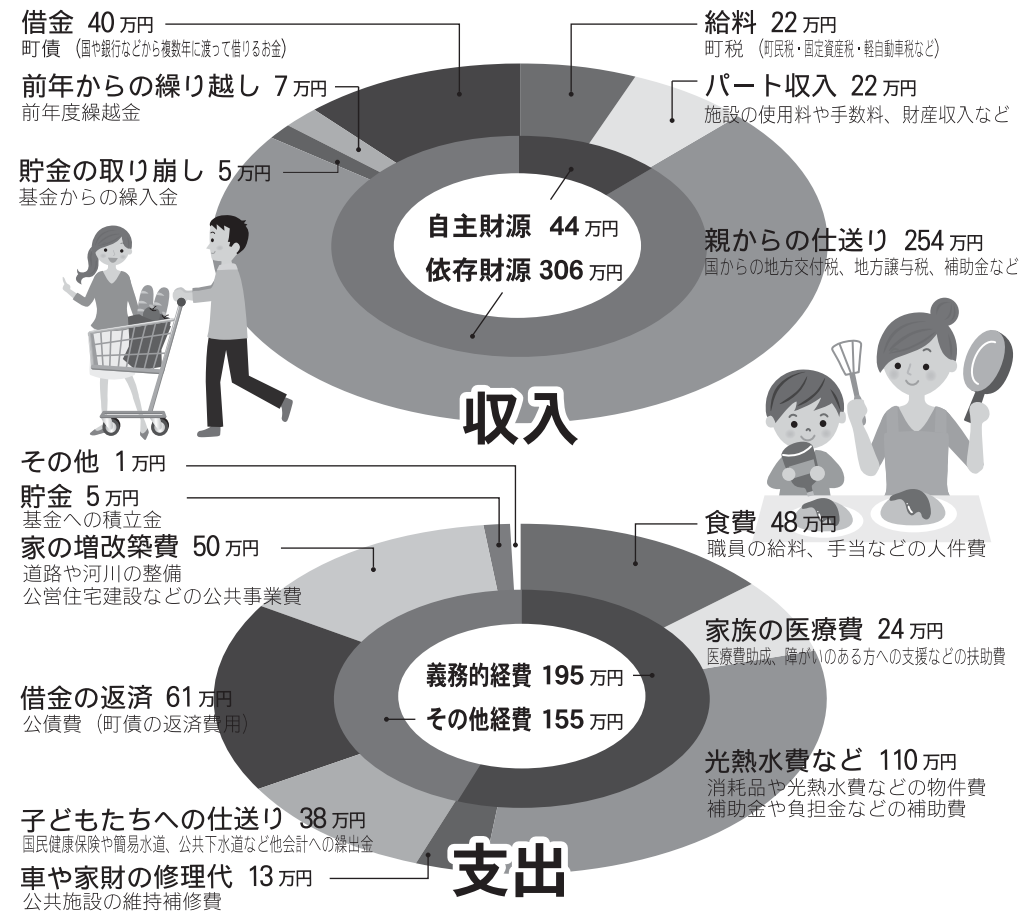 借金 40万円
町債 (国や銀行などから複数年に渡って借りるお金)
前年からの繰り越し 7万円
前年度繰越金
貯金の取り崩し 5万円
基金からの繰入金
給料 22万円
町税 (町民税・固定資産税・軽自動車税など)
パート収入 22万円
施設の使用料や手数料、財産収入など
親からの仕送り 254万円
国からの地方交付税、地方譲与税、補助金など
自主財源 44万円
依存財源 306万円
収入
その他 1万円
貯金 5万円
基金への積立金
家の増改築費 50万円
道路や河川の整備
公営住宅建設などの公共事業費
借金の返済 61万円
公債費 (町債の返済費用)
子どもたちへの仕送り 38万円
国民健康保険や簡易水道、公共下水道など他会計への繰出金
車や家財の修理代 13万円
公共施設の維持補修費
食費 48万円
職員の給料、手当などの人件費
家族の医療費 24万円
医療費助成、障がいのある方への支援などの扶助費
光熱水費など 110万円
消耗品や光熱水費などの物件費
補助金や負担金などの補助費
義務的経費 195万円
その他経費 155万円
支出